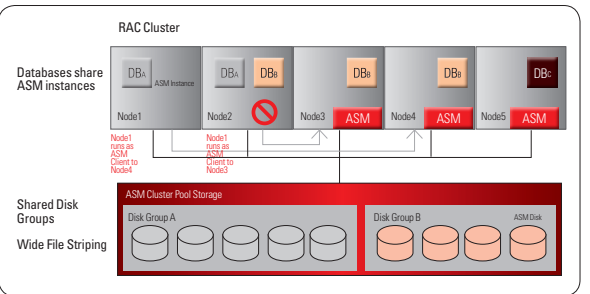 RAC Cluster
Databases share
ASM instances
DBA
ASM Instance
Node1
DBA
DBB
Node2
DBB
Node3
ASM
DBB
Node4
ASM
DBC
Node5
ASM
Node1
runs as
ASM
Client to
Node4
Node1
runs as
ASM
Client to
Node3
Shared Disk
Groups
Wide File Striping
ASM Cluster Pool Storage
Disk Group A
Disk Group B
ASM Disk